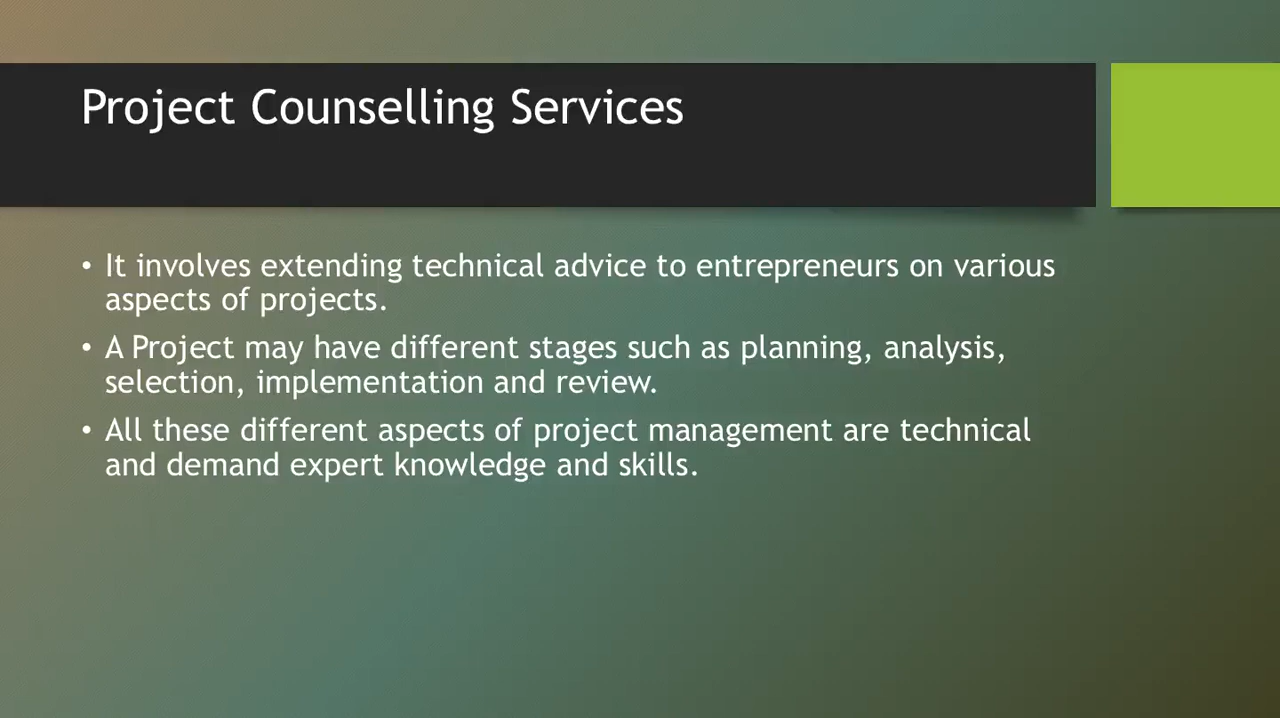 Project Counselling Services
• It involves extending technical advice to entrepreneurs on various
aspects of projects.
• A Project may have different stages such as planning, analysis,
selection, implementation and review.
• All these different aspects of project management are technical
and demand expert knowledge and skills.